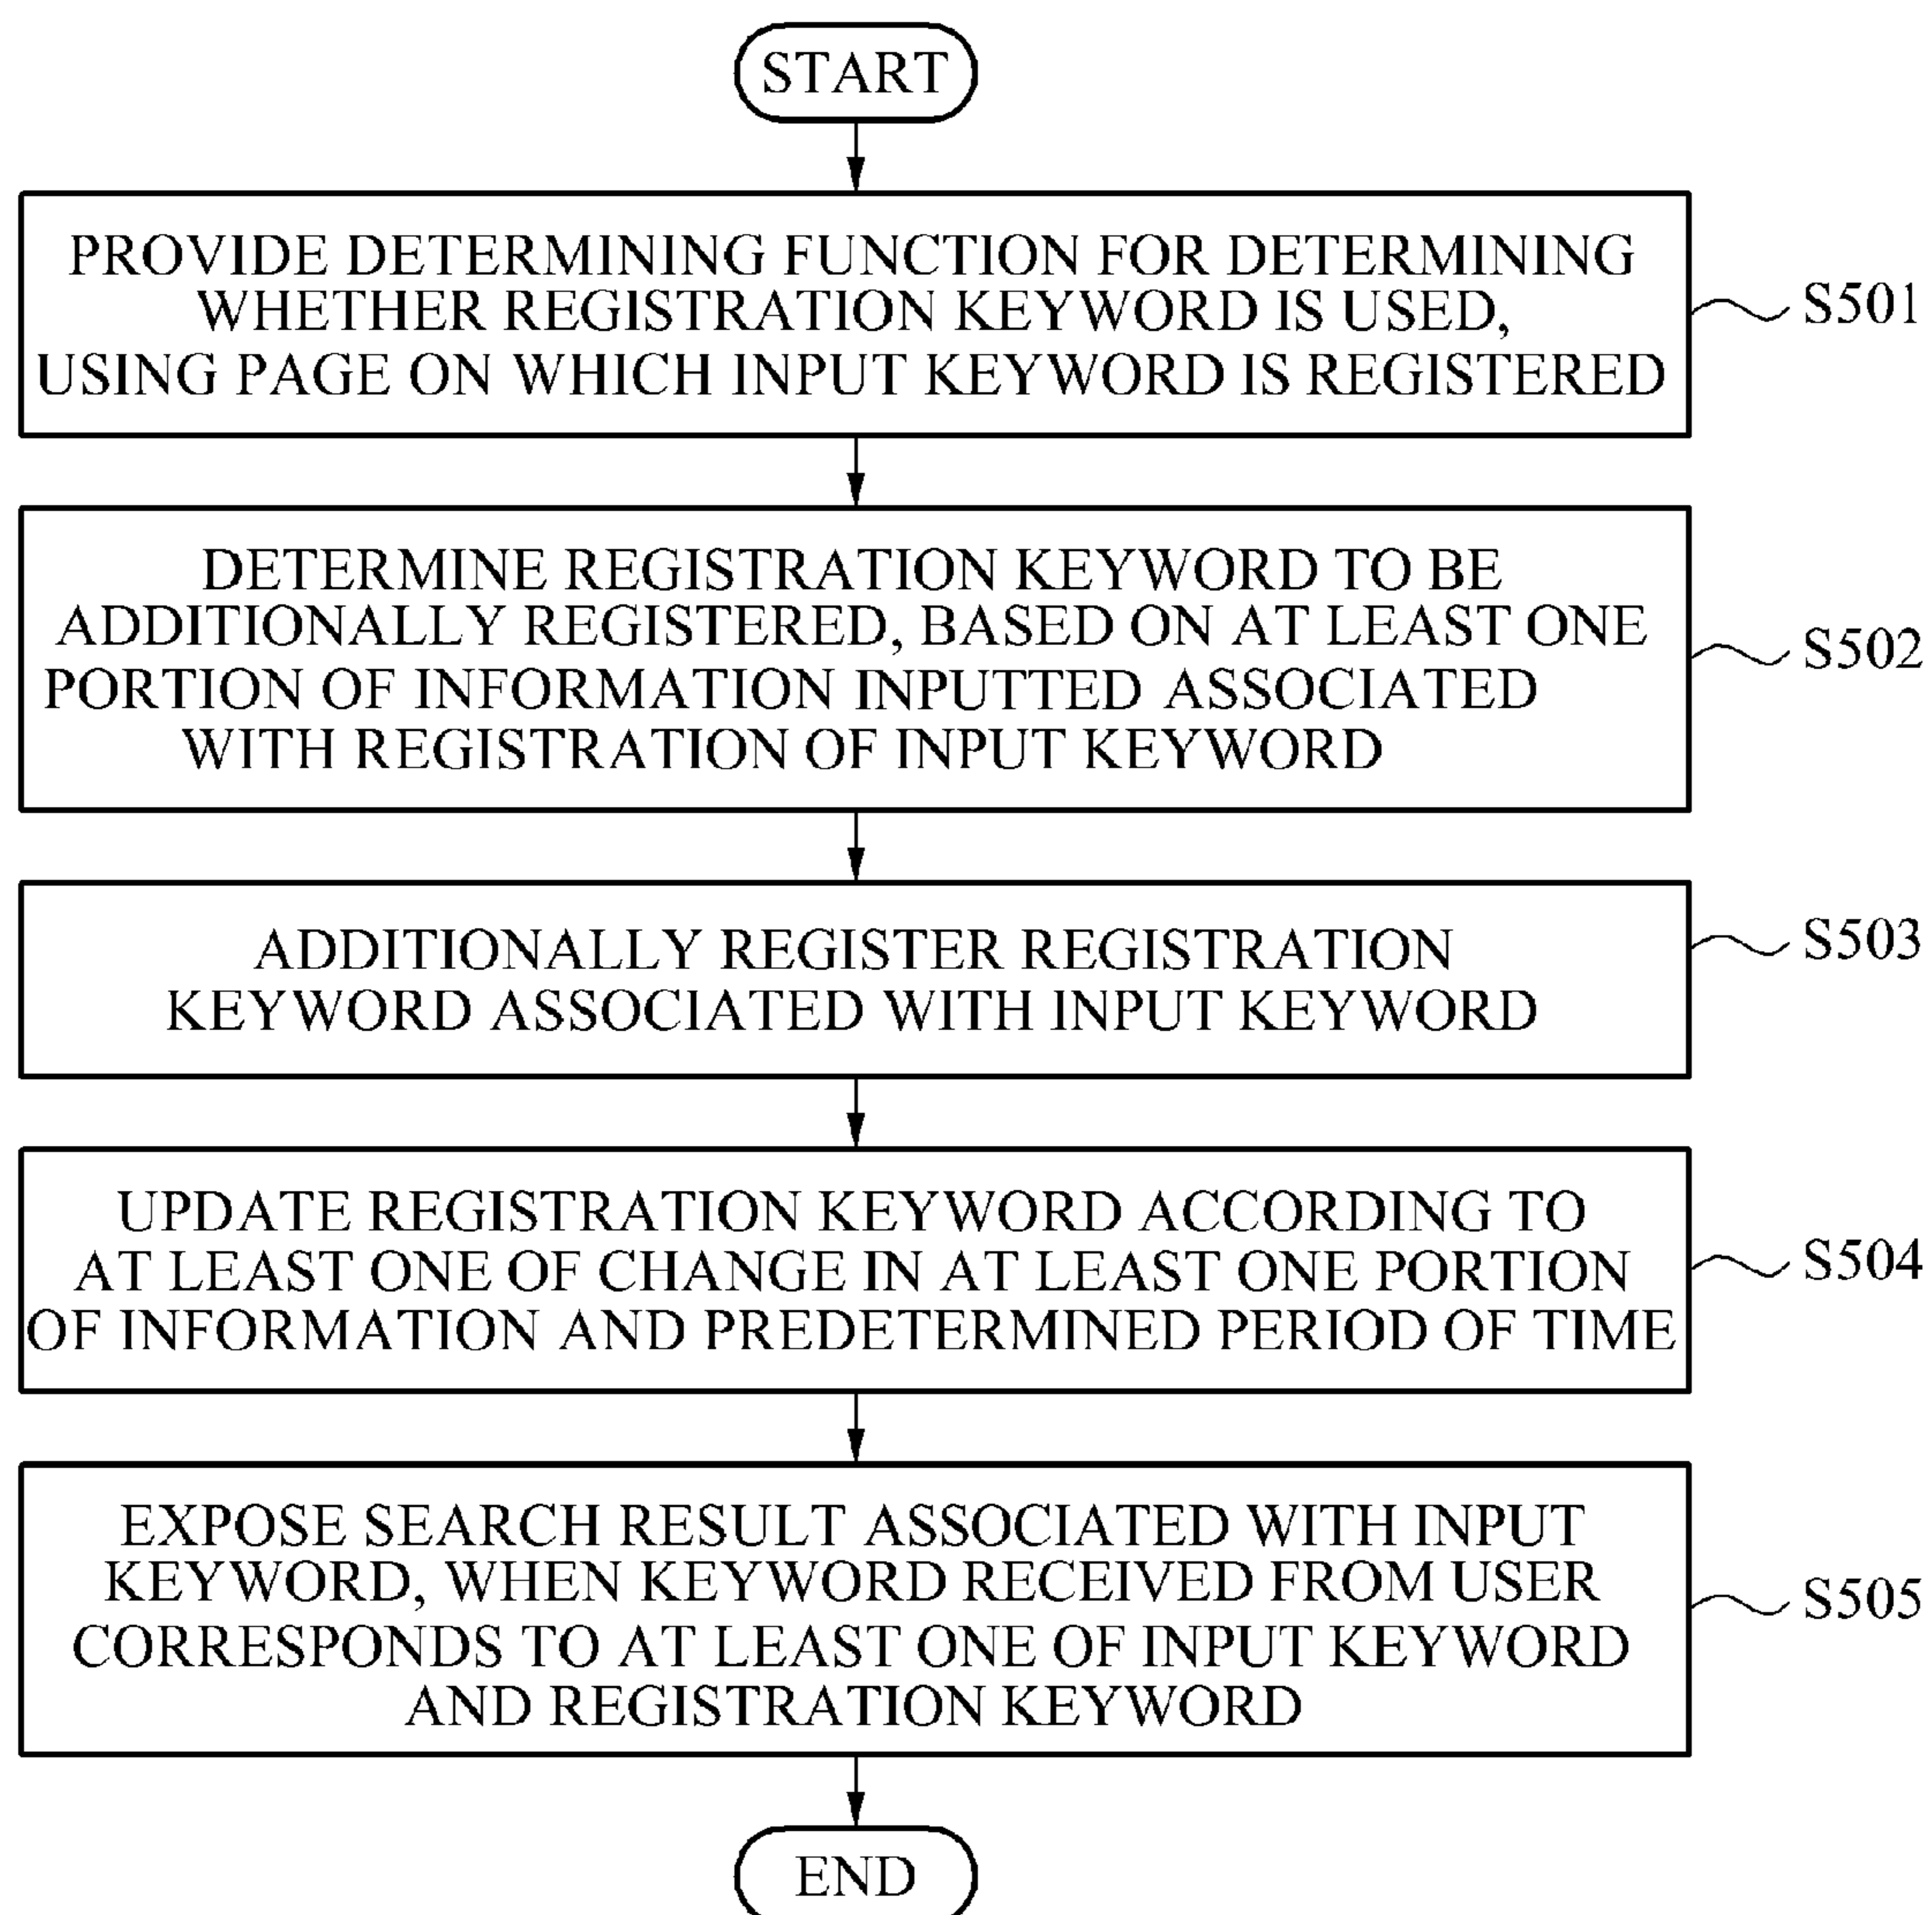 START
PROVIDE DETERMINING FUNCTION FOR DETERMINING
WHETHER REGISTRATION KEYWORD IS USED,
USING PAGE ON WHICH INPUT KEYWORD IS REGISTERED
S501
DETERMINE REGISTRATION KEYWORD TO BE
ADDITIONALLY REGISTERED, BASED ON AT LEAST ONE
PORTION OF INFORMATION INPUTTED ASSOCIATED
WITH REGISTRATION OF INPUT KEYWORD
S502
ADDITIONALLY REGISTER REGISTRATION
KEYWORD ASSOCIATED WITH INPUT KEYWORD
S503
UPDATE REGISTRATION KEYWORD ACCORDING TO
AT LEAST ONE OF CHANGE IN AT LEAST ONE PORTION
OF INFORMATION AND PREDETERMINED PERIOD OF TIME
S504
EXPOSE SEARCH RESULT ASSOCIATED WITH INPUT
KEYWORD, WHEN KEYWORD RECEIVED FROM USER
CORRESPONDS TO AT LEAST ONE OF INPUT KEYWORD
AND REGISTRATION KEYWORD
S505
END